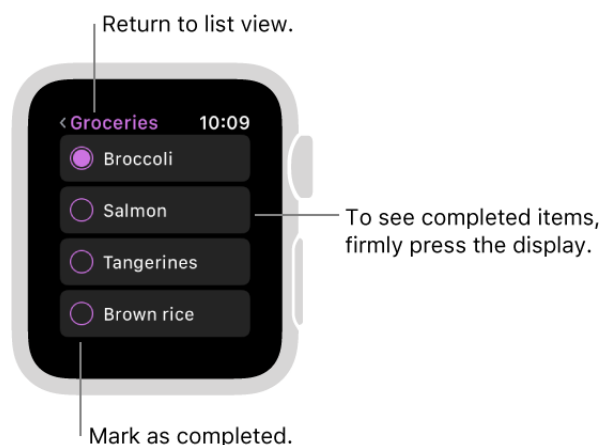 Return to list view.
<Groceries 10:09
Broccoli
Salmon
To see completed items,
firmly press the display.
Tangerines
Brown rice
Mark as completed.